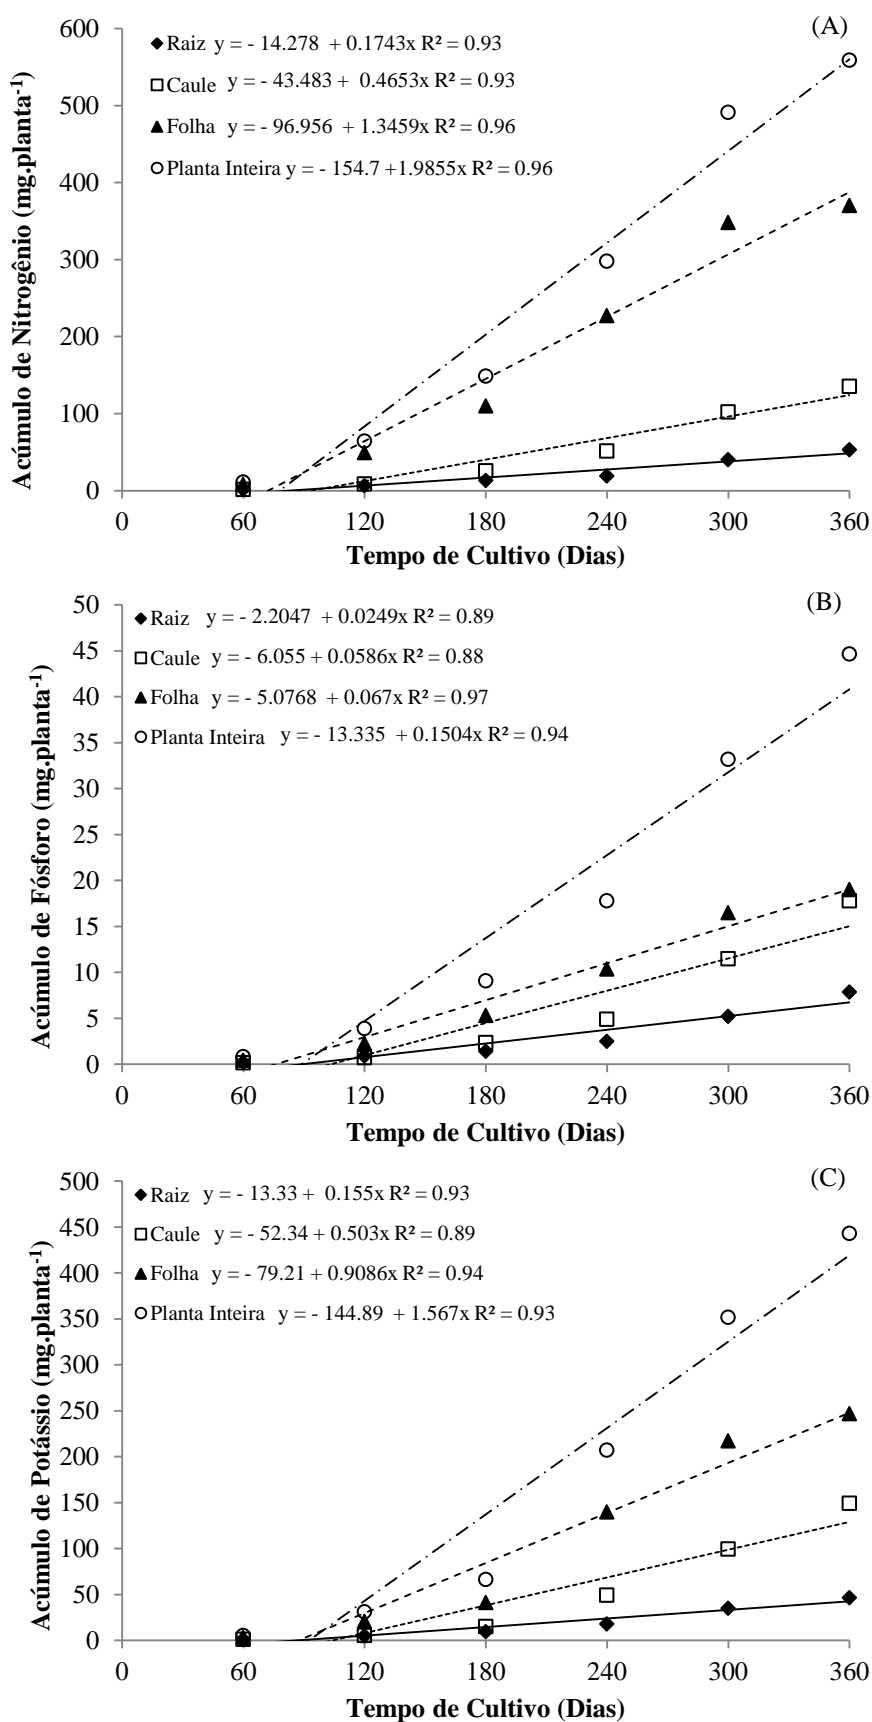 (A)
600
500
400
300
200
100
0
Acúmulo de Nitrogênio (mg.planta-1)
Raiz y = - 14.278 + 0.1743x R² = 0.93
Caule y = - 43.483 + 0.4653x R² = 0.93
Folha y = - 96.956 + 1.3459x R² = 0.96
Planta Inteira y = - 154.7 +1.9855x R² = 0.96
0 60 120 180 240 300 360
Tempo de Cultivo (Dias)
(B)
50
45
40
35
30
25
20
15
10
5
0
Acúmulo de Fósforo (mg.planta-1)
Raiz y = - 2.2047 + 0.0249x R² = 0.89
Caule y = - 6.055 + 0.0586x R² = 0.88
Folha y = - 5.0768 + 0.067x R² = 0.97
Planta Inteira y = - 13.335 + 0.1504x R² = 0.94
0 60 120 180 240 300 360
Tempo de Cultivo (Dias)
(C)
500
450
400
350
300
250
200
150
100
50
0
Acúmulo de Potássio (mg.planta-1)
Raiz y = - 13.33 + 0.155x R² = 0.93
Caule y = - 52.34 + 0.503x R² = 0.89
Folha y = - 79.21 + 0.9086x R² = 0.94
Planta Inteira y = - 144.89 + 1.567x R² = 0.93
0 60 120 180 240 300 360
Tempo de Cultivo (Dias)